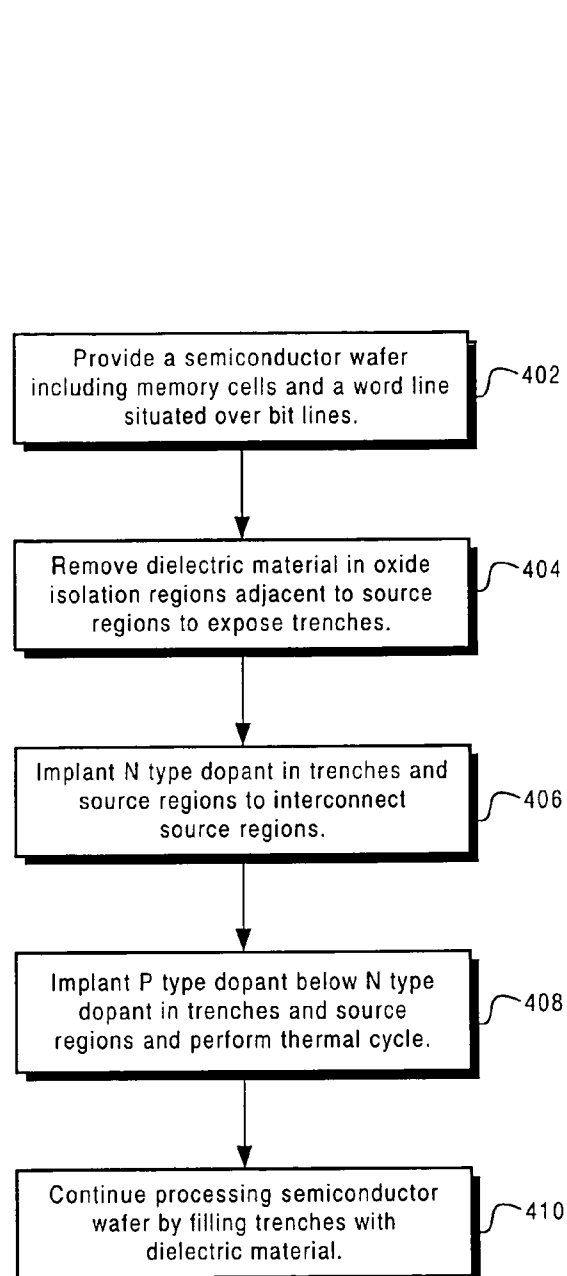 Provide a semiconductor wafer
including memory cells and a word line
situated over bit lines.
402
Remove dielectric material in oxide
isolation regions adjacent to source
regions to expose trenches.
404
Implant N type dopant in trenches and
source regions to interconnect
source regions.
406
Implant P type dopant below N type
dopant in trenches and source
regions and perform thermal cycle.
408
Continue processing semiconductor
wafer by filling trenches with
dielectric material.
410